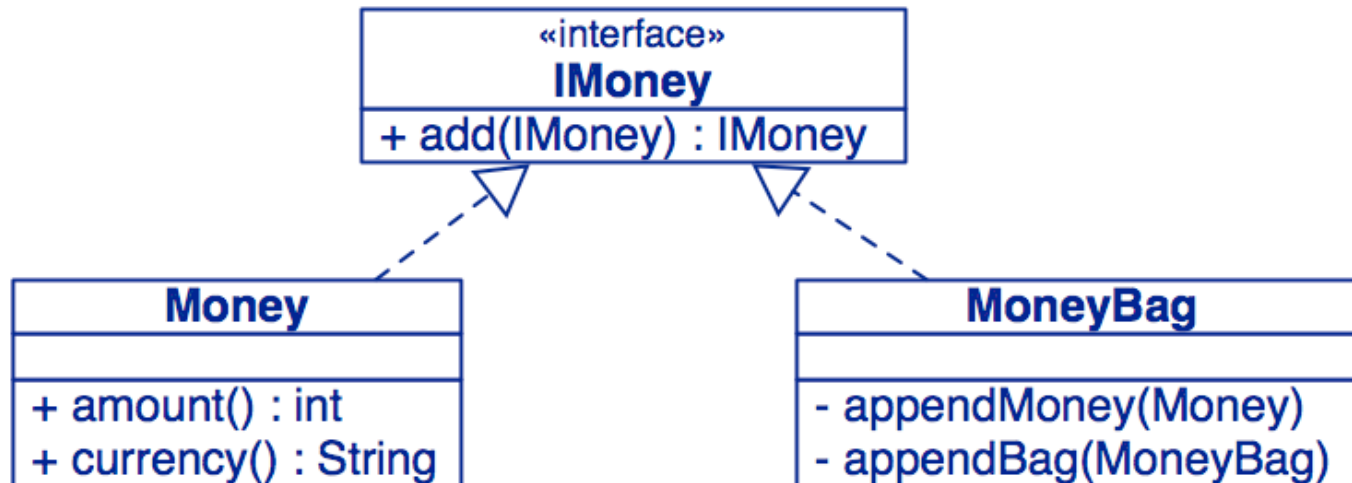 «interface»
IMoney
+ add(IMoney) : IMoney
Money
+ amount() : int
+ currency() : String
MoneyBag
- appendMoney(Money)
- appendBag(MoneyBag)